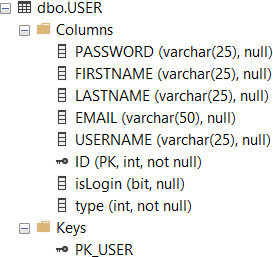 dbo.USER
Columns
PASSWORD (varchar(25), null)
FIRSTNAME (varchar(25), null)
LASTNAME (varchar(25), null)
EMAIL (varchar(50), null)
USERNAME (varchar(25), null)
ID (PK, int, not null)
isLogin (bit, null)
type (int, not null)
Keys
PK_USER